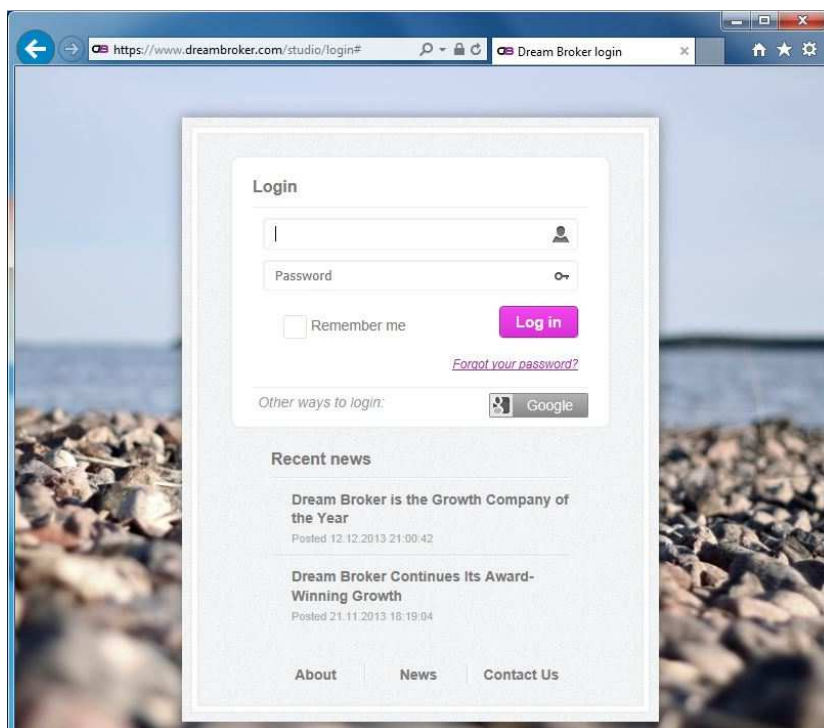 https://www.dreambroker.com/studio/login#
Dream Broker login
Login
Password
Remember me
Log in
Forgot your password?
Other ways to login:
Google
Recent news
Dream Broker is the Growth Company of
the Year
Posted 12.12.2013 21:00:42
Dream Broker Continues Its Award-
Winning Growth
Posted 21.11.2013 16:19:04
About News Contact Us